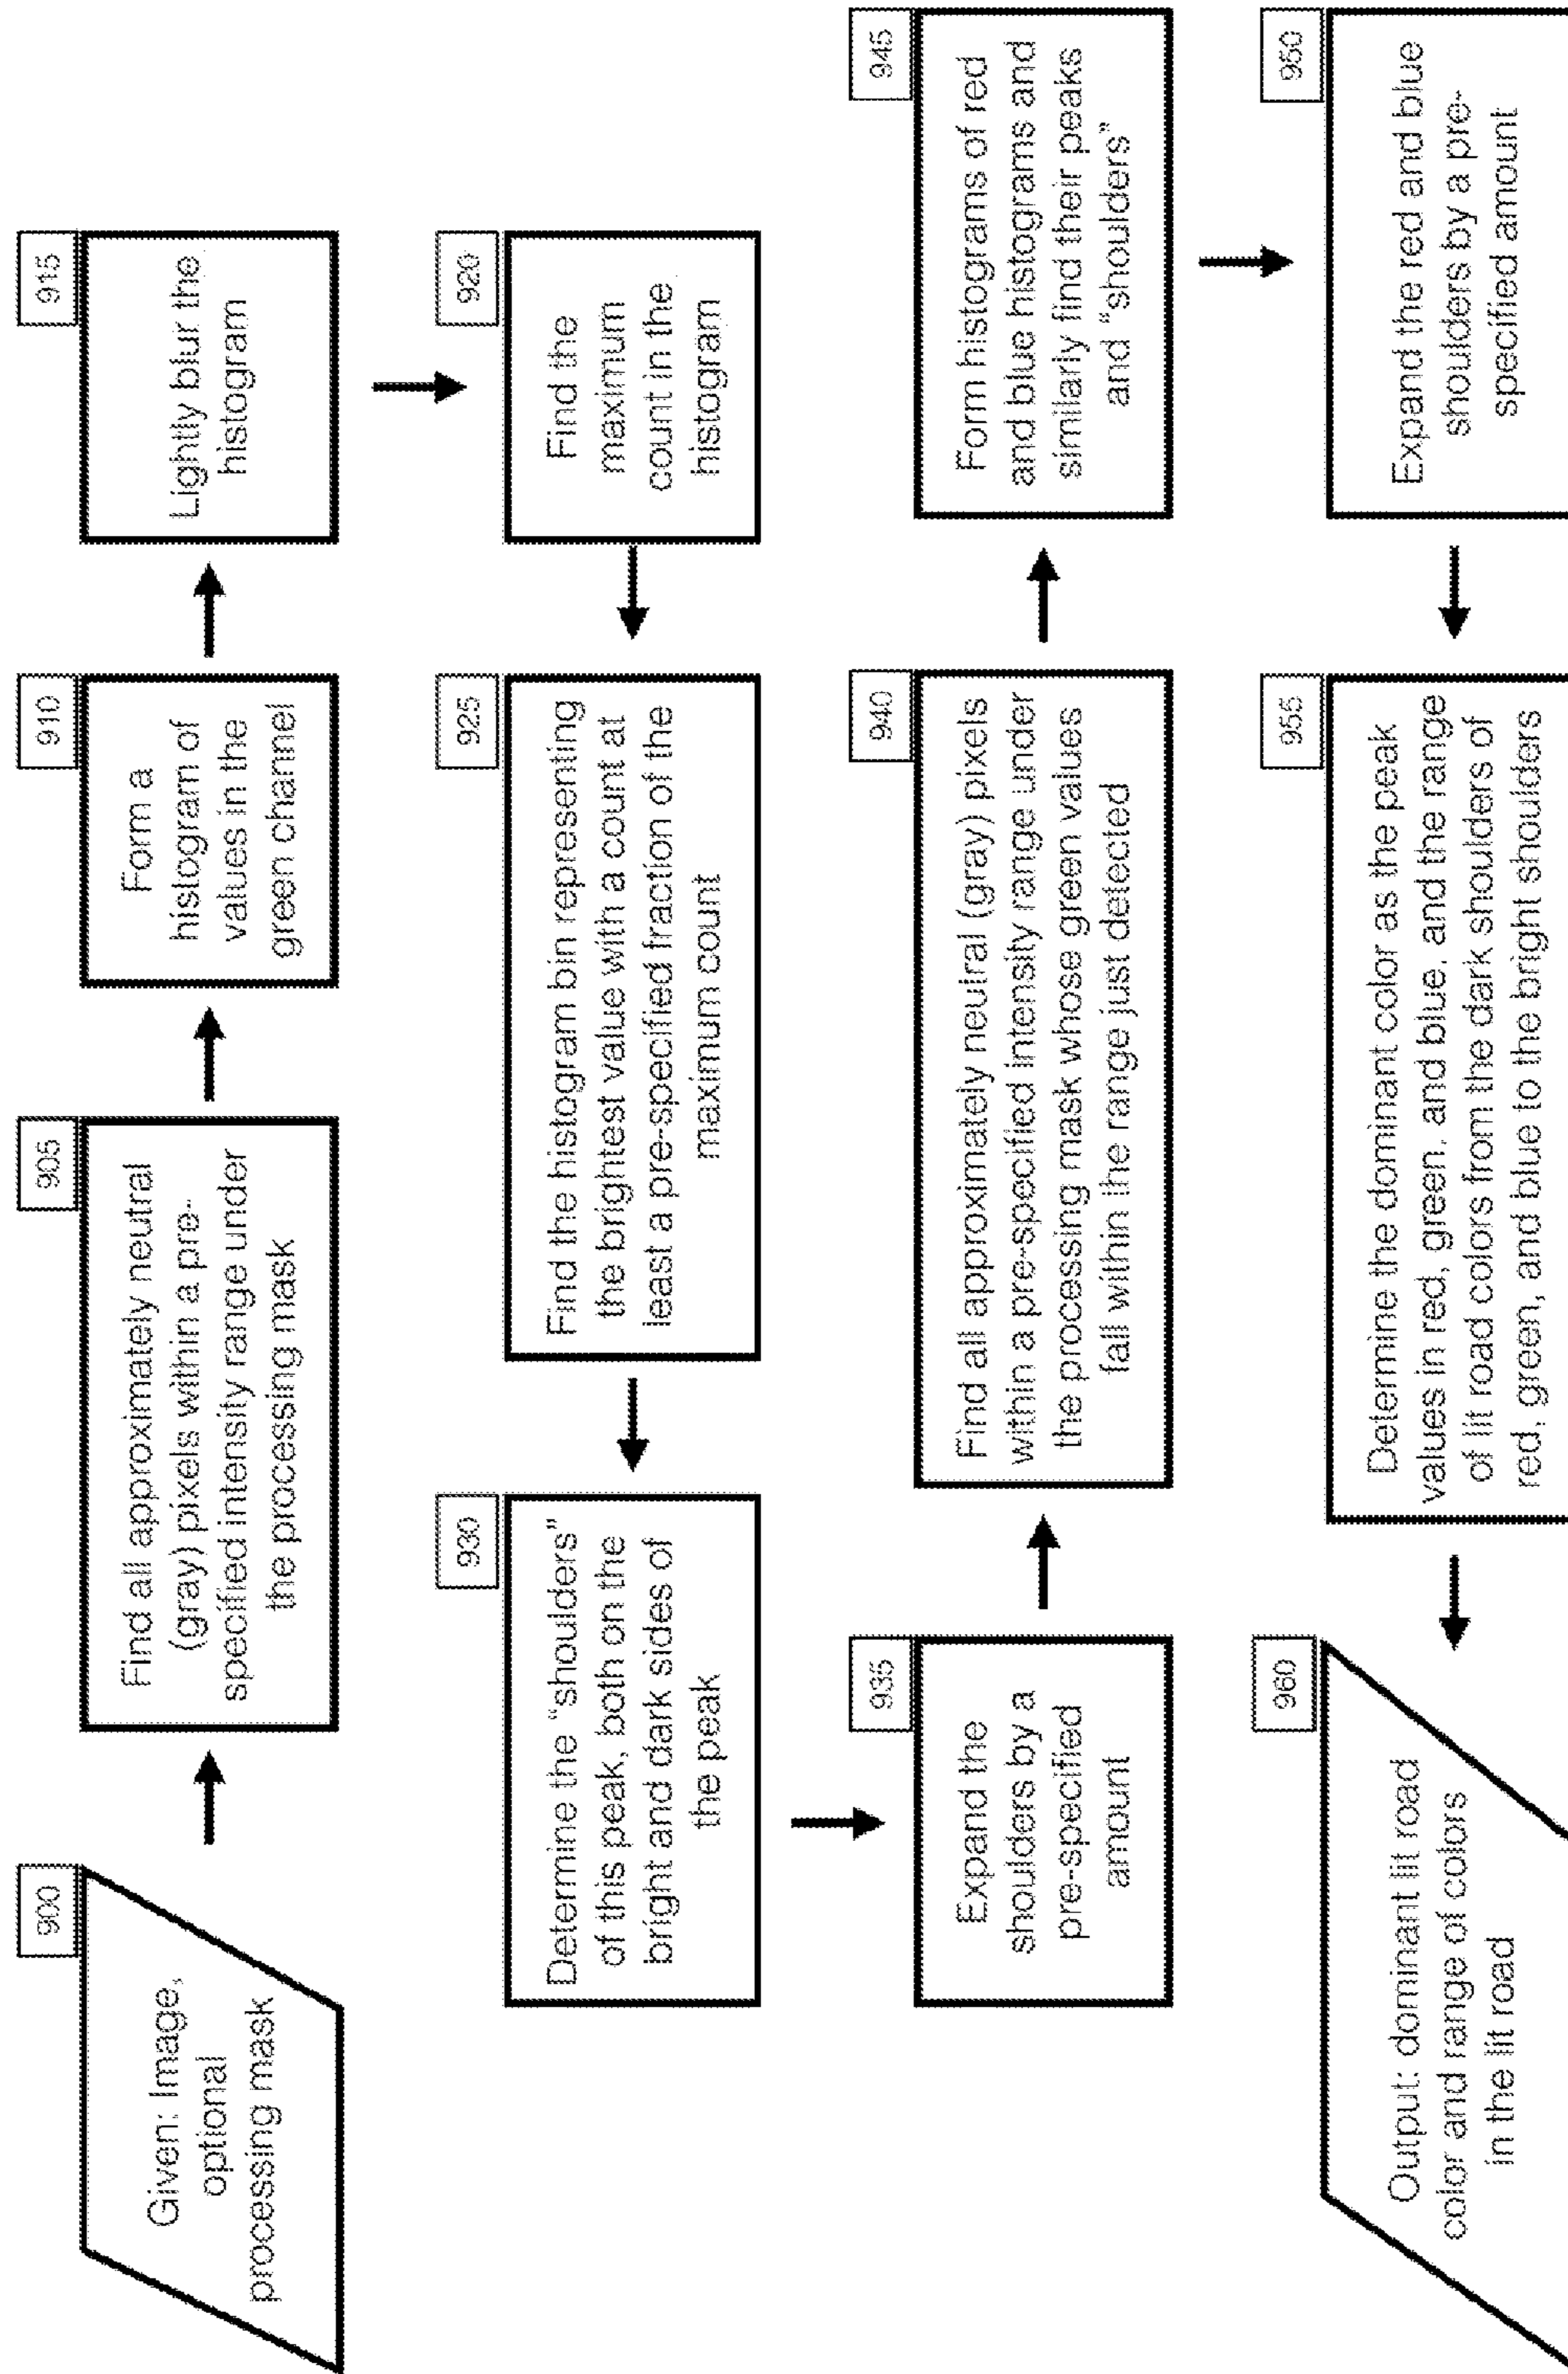 900
Given: Image,
optional
processing mask
905
Find all approximately neutral
(gray) pixels within a pre-
specified intensity range under
the processing mask
910
Form a
histogram of
values in the
green channel
915
Lightly blur the
histogram
920
Find the
maximum
count in the
histogram
925
Find the histogram bin representing
the brightest value with a count at
least a pre-specified fraction of the
maximum count
930
Determine the “shoulders”
of this peak, both on the
bright and dark sides of
the peak
935
Expand the
shoulders by a
pre-specified
amount
940
Find all approximately neutral (gray) pixels
within a pre-specified intensity range under
the processing mask whose green values
fall within the range just detected
945
Form histograms of red
and blue histograms and
similarly find their peaks
and “shoulders”
950
Expand the red and blue
shoulders by a pre-
specified amount
955
Determine the dominant color as the peak
values in red, green, and blue, and the range
of lit road colors from the dark shoulders of
red, green, and blue to the bright shoulders
960
Output: dominant lit road
color and range of colors
in the lit road